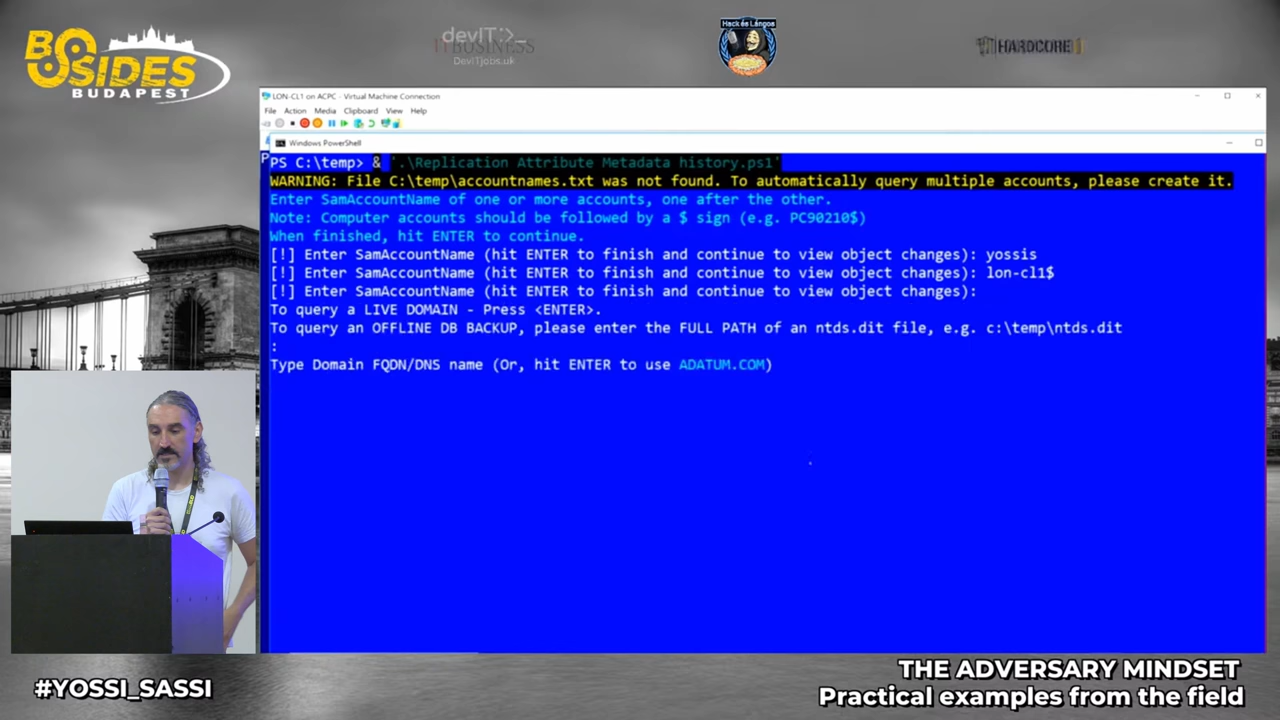 BSIDES
BUDAPEST
devIT:>_
ITBUSINESS
DevITjobs.uk
Hack és Lángos
HARDCORE
LON-CL1 on ACPC - Virtual Machine Connection
File Action Media Clipboard View Help
Windows PowerShell
PS C:\temp> & '.\Replication Attribute Metadata history.ps1'
WARNING: File C:\temp\accountnames.txt was not found. To automatically query multiple accounts, please create it.
Enter SamAccountName of one or more accounts, one after the other.
Note: Computer accounts should be followed by a $ sign (e.g. PC90210$)
When finished, hit ENTER to continue.
[!] Enter SamAccountName (hit ENTER to finish and continue to view object changes): yossis
[!] Enter SamAccountName (hit ENTER to finish and continue to view object changes): lon-cl1$
[!] Enter SamAccountName (hit ENTER to finish and continue to view object changes):
To query a LIVE DOMAIN - Press <ENTER>.
To query an OFFLINE DB BACKUP, please enter the FULL PATH of an ntds.dit file, e.g. c:\temp\ntds.dit
:
Type Domain FQDN/DNS name (Or, hit ENTER to use ADATUM.COM)
#YOSSI_SASSI
THE ADVERSARY MINDSET
Practical examples from the field